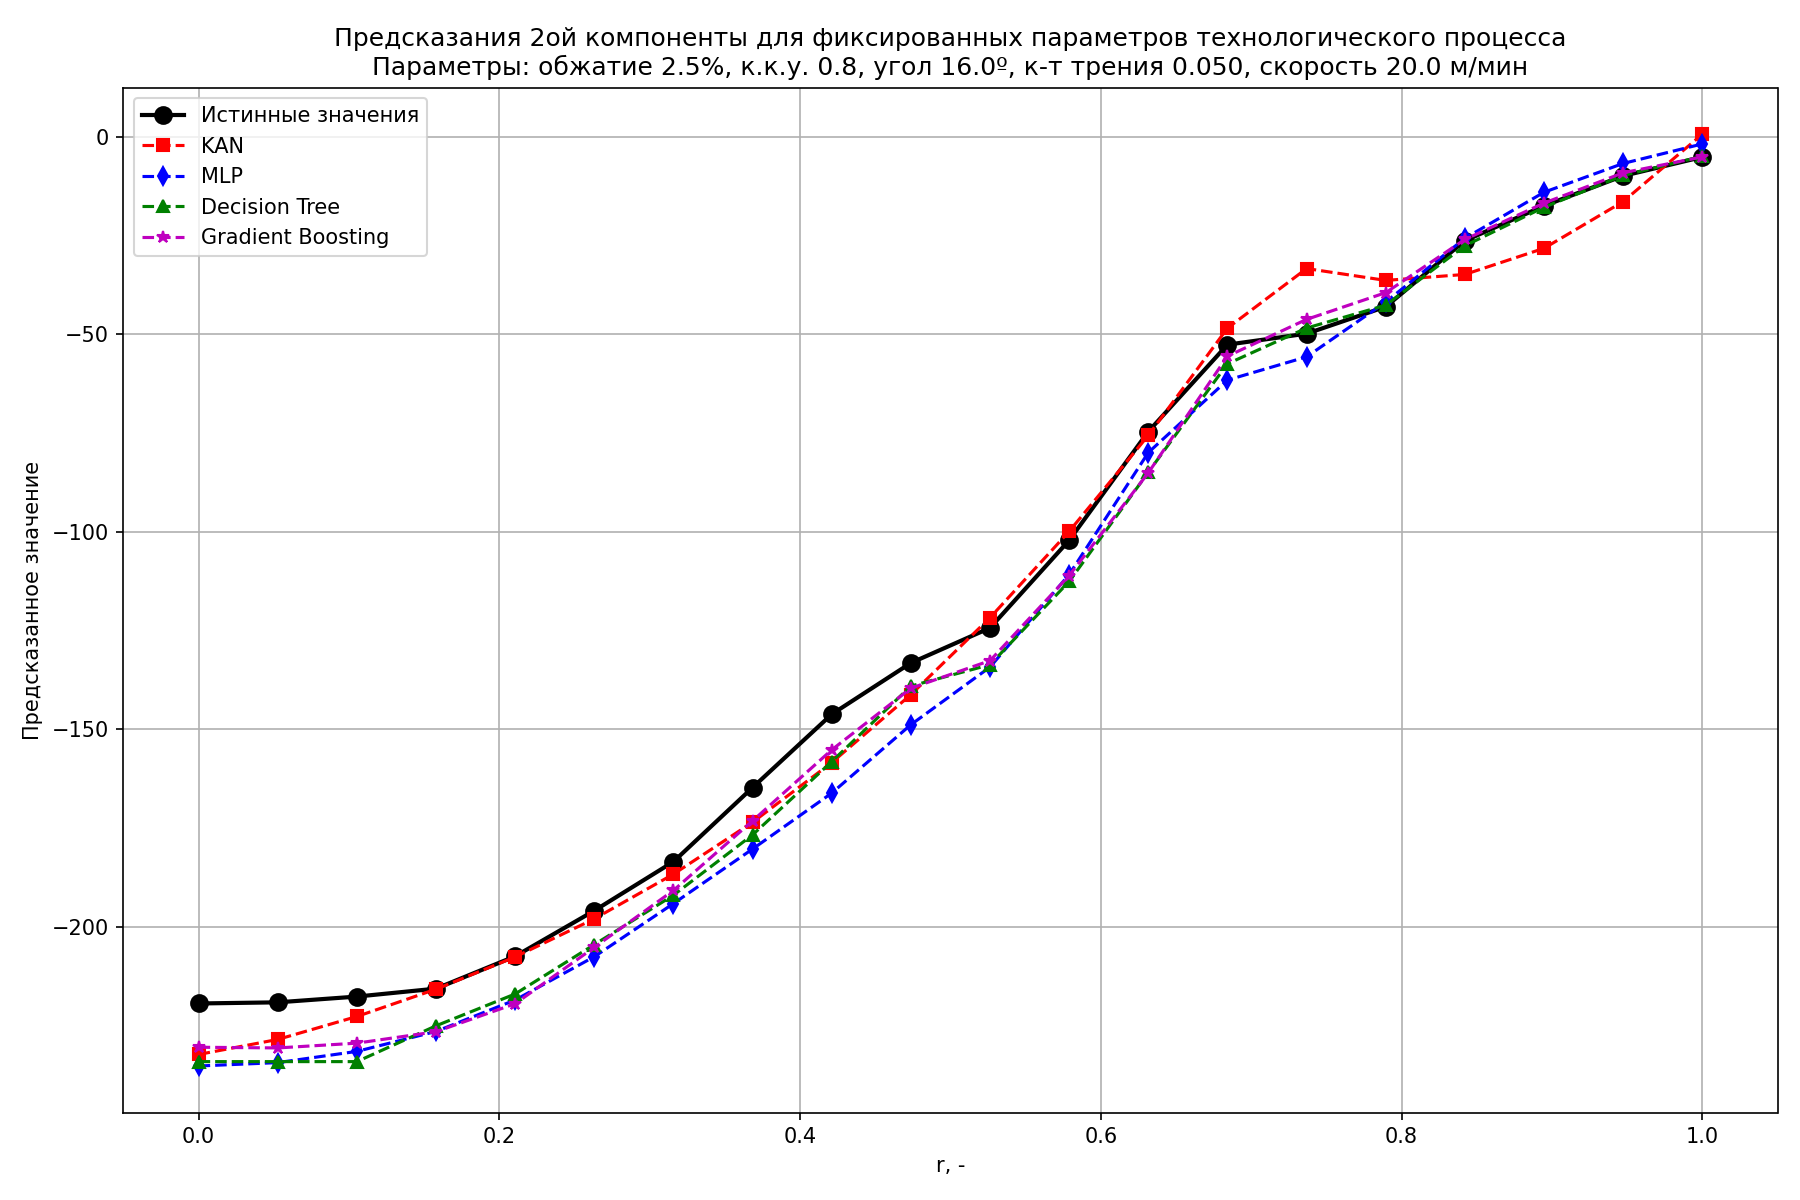 Предсказания 2ой компоненты для фиксированных параметров технологического процесса
Параметры: обжатие 2.5%, к.к.у. 0.8, угол 16.0º, к-т трения 0.050, скорость 20.0 м/мин
Истинные значения
KAN
MLP
Decision Tree
Gradient Boosting
Предсказанное значение
0
−50
−100
−150
−200
0.0
0.2
0.4
0.6
0.8
1.0
r, -